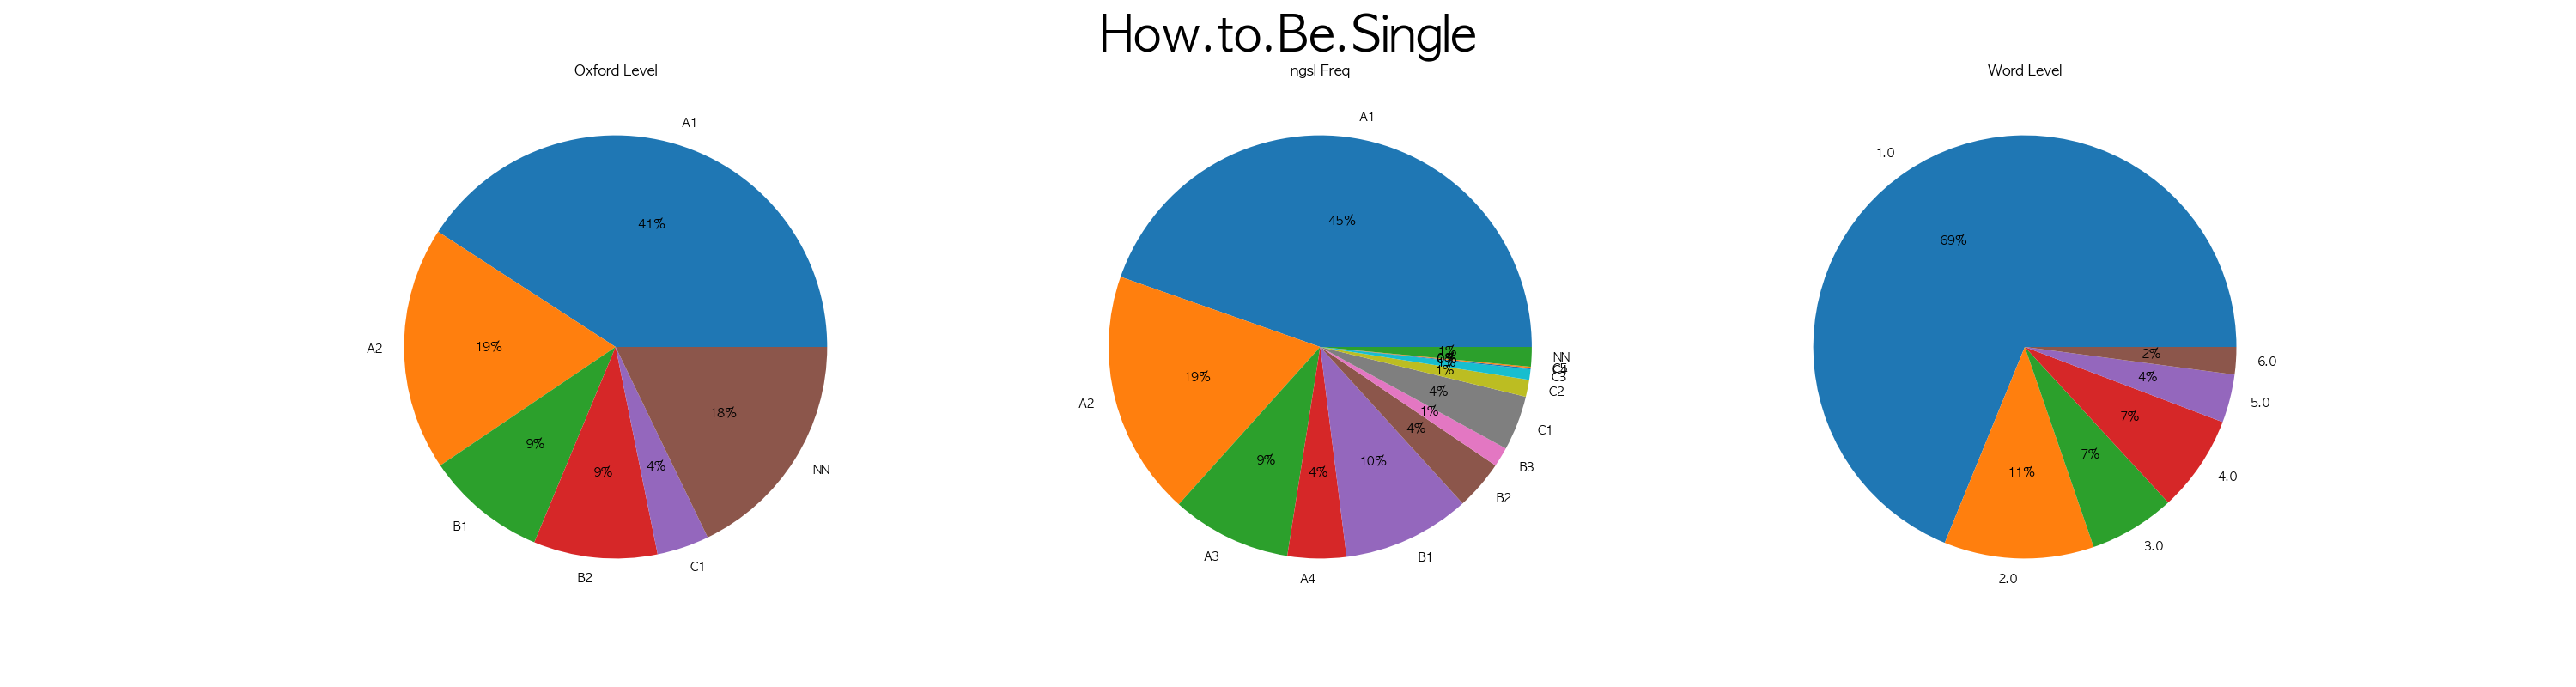 How.to.Be.Single
Oxford Level
A1
41%
A2
19%
B1
9%
B2
9%
C1
4%
NN
18%
ngsl Freq
A1
45%
A2
19%
A3
9%
A4
4%
B1
10%
B2
4%
B3
1%
C1
4%
C2
1%
C3
NN
1%
Word Level
1.0
69%
2.0
11%
3.0
7%
4.0
7%
5.0
4%
6.0
2%